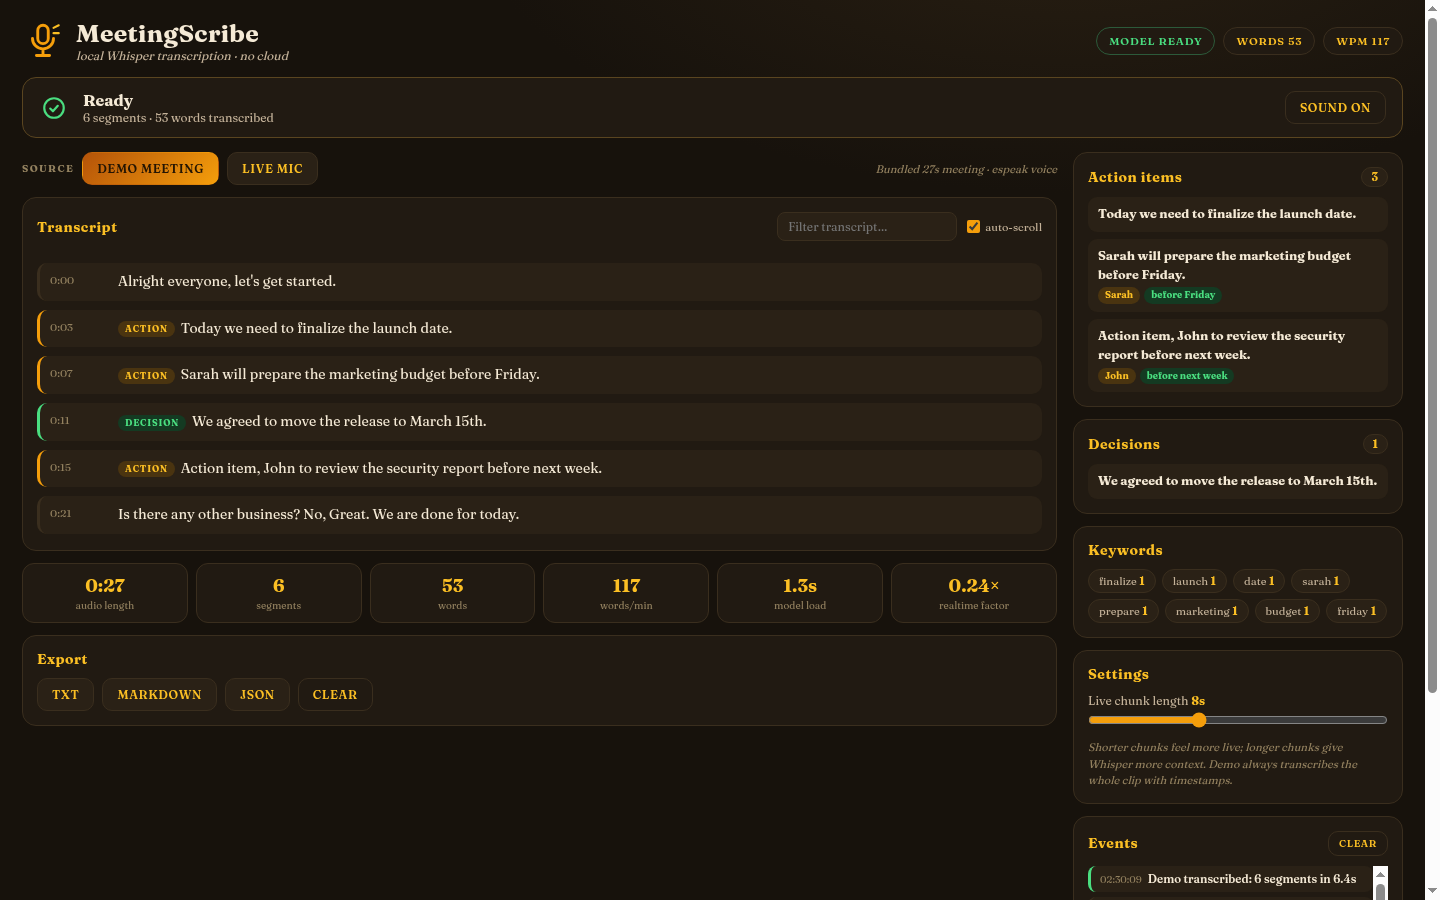 MeetingScribe
local Whisper transcription · no cloud
MODEL READY
WORDS 53
WPM 117
Ready
6 segments · 53 words transcribed
SOUND ON
SOURCE
DEMO MEETING
LIVE MIC
Bundled 27s meeting · espeak voice
Transcript
Filter transcript...
auto-scroll
0:00 Alright everyone, let's get started.
0:03 ACTION Today we need to finalize the launch date.
0:07 ACTION Sarah will prepare the marketing budget before Friday.
0:11 DECISION We agreed to move the release to March 15th.
0:15 ACTION Action item, John to review the security report before next week.
0:21 Is there any other business? No, Great. We are done for today.
0:27
audio length
6
segments
53
words
117
words/min
1.3s
model load
0.24×
realtime factor
Export
TXT
MARKDOWN
JSON
CLEAR
Action items
3
Today we need to finalize the launch date.
Sarah will prepare the marketing budget
before Friday.
Sarah before Friday
Action item, John to review the security
report before next week.
John before next week
Decisions
1
We agreed to move the release to March 15th.
Keywords
finalize 1 launch 1 date 1 sarah 1
prepare 1 marketing 1 budget 1 friday 1
Settings
Live chunk length 8s
Shorter chunks feel more live; longer chunks give
Whisper more context. Demo always transcribes the
whole clip with timestamps.
Events
CLEAR
02:30:09 Demo transcribed: 6 segments in 6.4s